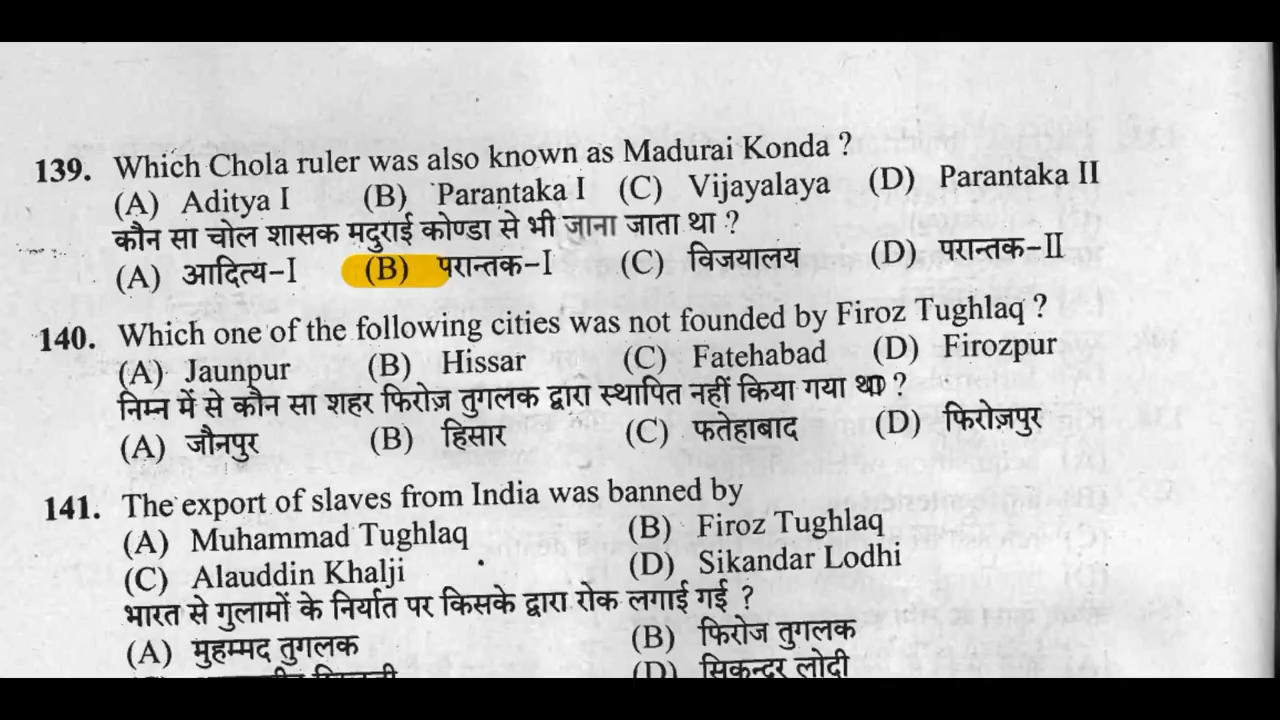 139. Which Chola ruler was also known as Madurai Konda ?
(A) Aditya I (B) Parantaka I (C) Vijayalaya (D) Parantaka II
कौन सा चोल शासक मदुराई कोण्डा से भी जाना जाता था ?
(A) आदित्य-I (B) परान्तक-I (C) विजयालय (D) परान्तक-II
140. Which one of the following cities was not founded by Firoz Tughlaq ?
(A) Jaunpur (B) Hissar (C) Fatehabad (D) Firozpur
निम्न में से कौन सा शहर फिरोज़ तुगलक द्वारा स्थापित नहीं किया गया था ?
(A) जौनपुर (B) हिसार (C) फतेहाबाद (D) फिरोज़पुर
141. The export of slaves from India was banned by
(A) Muhammad Tughlaq (B) Firoz Tughlaq
(C) Alauddin Khalji (D) Sikandar Lodhi
भारत से गुलामों के निर्यात पर किसके द्वारा रोक लगाई गई ?
(A) मुहम्मद तुगलक (B) फिरोज तुगलक
(D) सिकन्दर लोदी